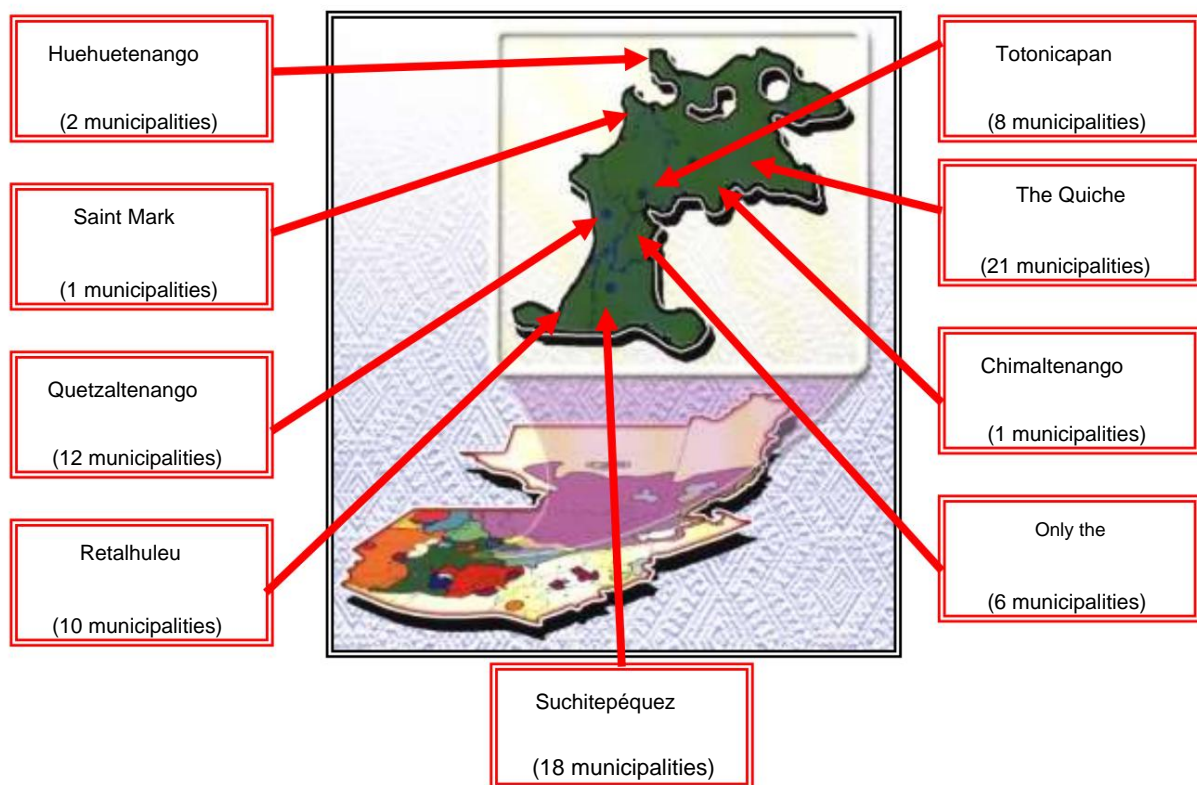 Huehuetenango
(2 municipalities)
Saint Mark
(1 municipalities)
Quetzaltenango
(12 municipalities)
Retalhuleu
(10 municipalities)
Totonicapan
(8 municipalities)
The Quiche
(21 municipalities)
Chimaltenango
(1 municipalities)
Only the
(6 municipalities)
Suchitepéquez
(18 municipalities)